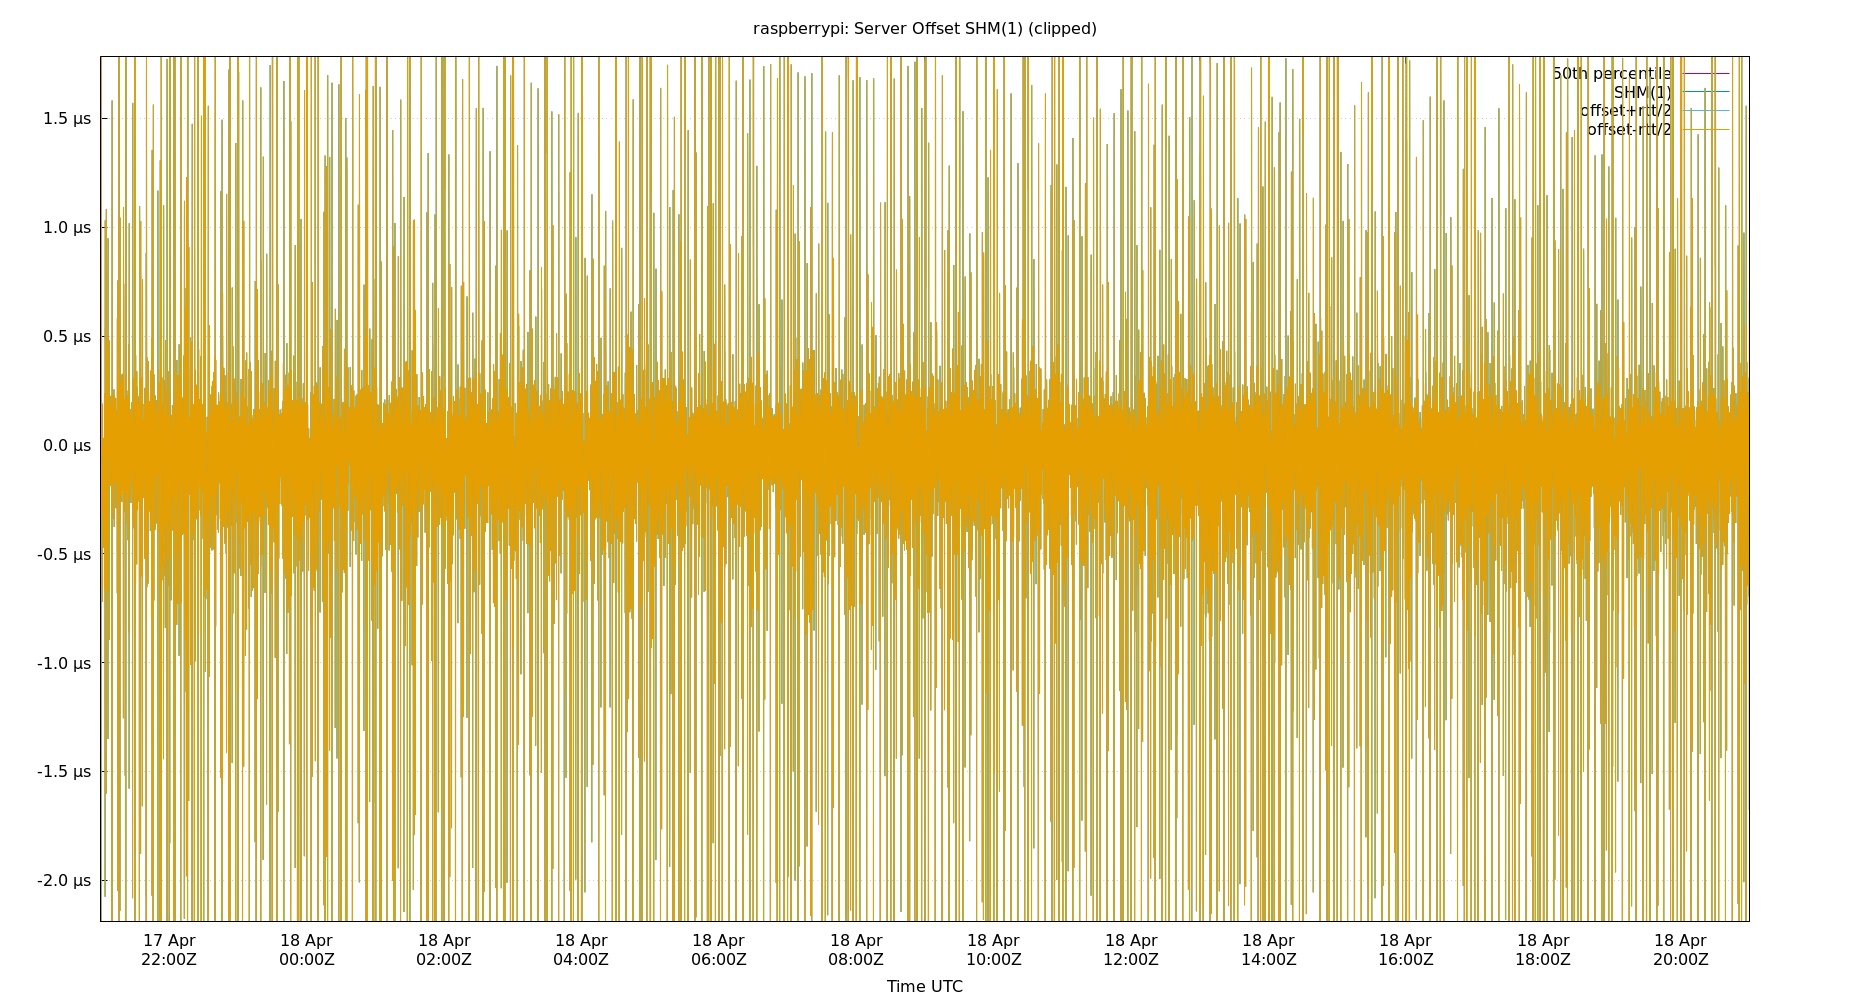 raspberrypi: Server Offset SHM(1) (clipped)
50th percentile
SHM(1)
offset+rtt/2
offset-rtt/2
1.5 µs
1.0 µs
0.5 µs
0.0 µs
-0.5 µs
-1.0 µs
-1.5 µs
-2.0 µs
17 Apr 18 Apr 18 Apr 18 Apr 18 Apr 18 Apr 18 Apr 18 Apr 18 Apr 18 Apr 18 Apr 18 Apr
22:00Z 00:00Z 02:00Z 04:00Z 06:00Z 08:00Z 10:00Z 12:00Z 14:00Z 16:00Z 18:00Z 20:00Z
Time UTC